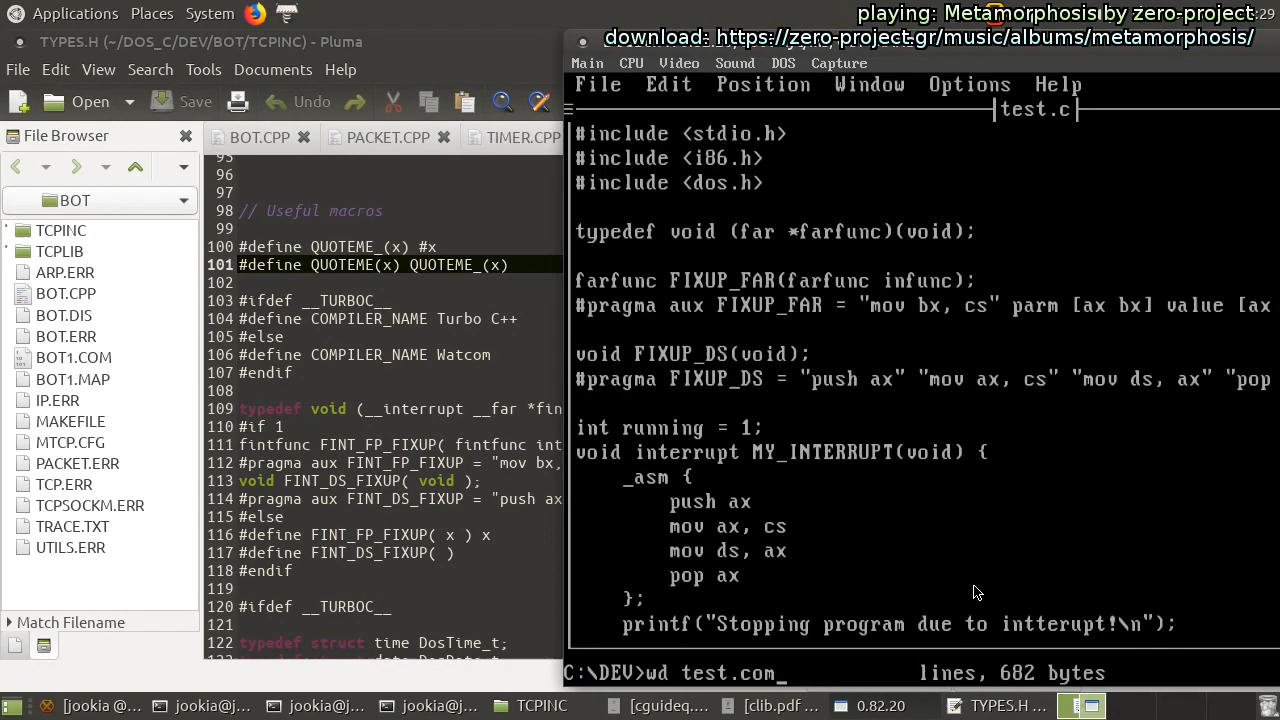 Applications Places System
:29
playing: Metamorphosis by zero-project
download: https://zero-project.gr/music/albums/metamorphosis/
TYPES.H (~/DOS_C/DEV/BOT/TCPINC) - Pluma
File Edit View Search Tools Documents Help
Open Save Undo
File Browser
BOT
TCPINC
TCPLIB
ARP.ERR
BOT.CPP
BOT.DIS
BOT.ERR
BOT1.COM
BOT1.MAP
IP.ERR
MAKEFILE
MTCP.CFG
PACKET.ERR
TCP.ERR
TCPSOCKM.ERR
TRACE.TXT
UTILS.ERR
Match Filename
BOT.CPP PACKET.CPP TIMER.CPP
95
96
97
98 // Useful macros
99
100 #define QUOTEME_(x) #x
101 #define QUOTEME(x) QUOTEME_(x)
102
103 #ifdef __TURBOC__
104 #define COMPILER_NAME Turbo C++
105 #else
106 #define COMPILER_NAME Watcom
107 #endif
108
109 typedef void (__interrupt __far *fin
110 #if 1
111 fintfunc FINT_FP_FIXUP( fintfunc int
112 #pragma aux FINT_FP_FIXUP = "mov bx,
113 void FINT_DS_FIXUP( void );
114 #pragma aux FINT_DS_FIXUP = "push ax
115 #else
116 #define FINT_FP_FIXUP( x ) x
117 #define FINT_DS_FIXUP( )
118 #endif
119
120 #ifdef __TURBOC__
121
122 typedef struct time DosTime_t;
Main CPU Video Sound DOS Capture
File Edit Position Window Options Help
test.c
#include <stdio.h>
#include <i86.h>
#include <dos.h>
typedef void (far *farfunc)(void);
farfunc FIXUP_FAR(farfunc infunc);
#pragma aux FIXUP_FAR = "mov bx, cs" parm [ax bx] value [ax
void FIXUP_DS(void);
#pragma FIXUP_DS = "push ax" "mov ax, cs" "mov ds, ax" "pop
int running = 1;
void interrupt MY_INTERRUPT(void) {
_asm {
push ax
mov ax, cs
mov ds, ax
pop ax
};
printf("Stopping program due to intterupt!\n");
C:\DEV>wd test.com_ lines, 682 bytes
[jookia @... jookia@j... jookia@j... jookia@j... TCPINC [cguideq.... [clib.pdf ... 0.82.20 TYPES.H ...